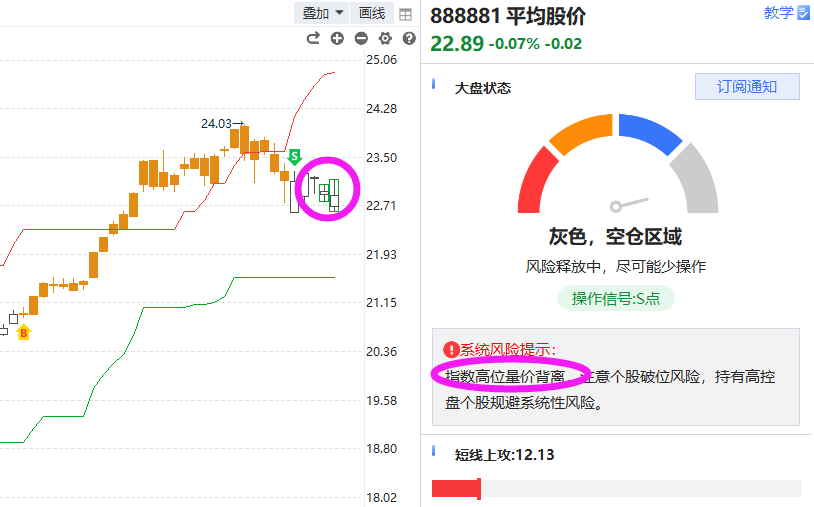 叠加 画线
888881 平均股价
教学
22.89 -0.07% -0.02
大盘状态
订阅通知
25.06
24.28
24.03→
23.50
S
22.71
21.93
21.15
B
20.36
19.58
18.80
18.02
灰色，空仓区域
风险释放中，尽可能少操作
操作信号:S点
系统风险提示：
指数高位量价背离，注意个股破位风险，持有高控
盘个股规避系统性风险。
短线上攻:12.13